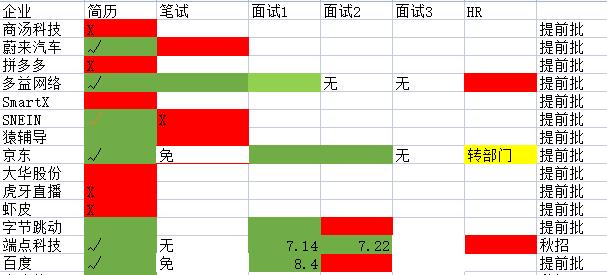 企业 简历 笔试 面试1 面试2 面试3 HR
商汤科技 X 提前批
蔚来汽车 √ 提前批
拼多多 X 提前批
多益网络 √ 无 无 提前批
SmartX 提前批
SNEIN √ X 提前批
猿辅导 提前批
京东 √ 免 无 转部门 提前批
大华股份 提前批
虎牙直播 X 提前批
虾皮 X 提前批
字节跳动 提前批
端点科技 √ 无 7.14 7.22 秋招
百度 √ 免 8.4 提前批